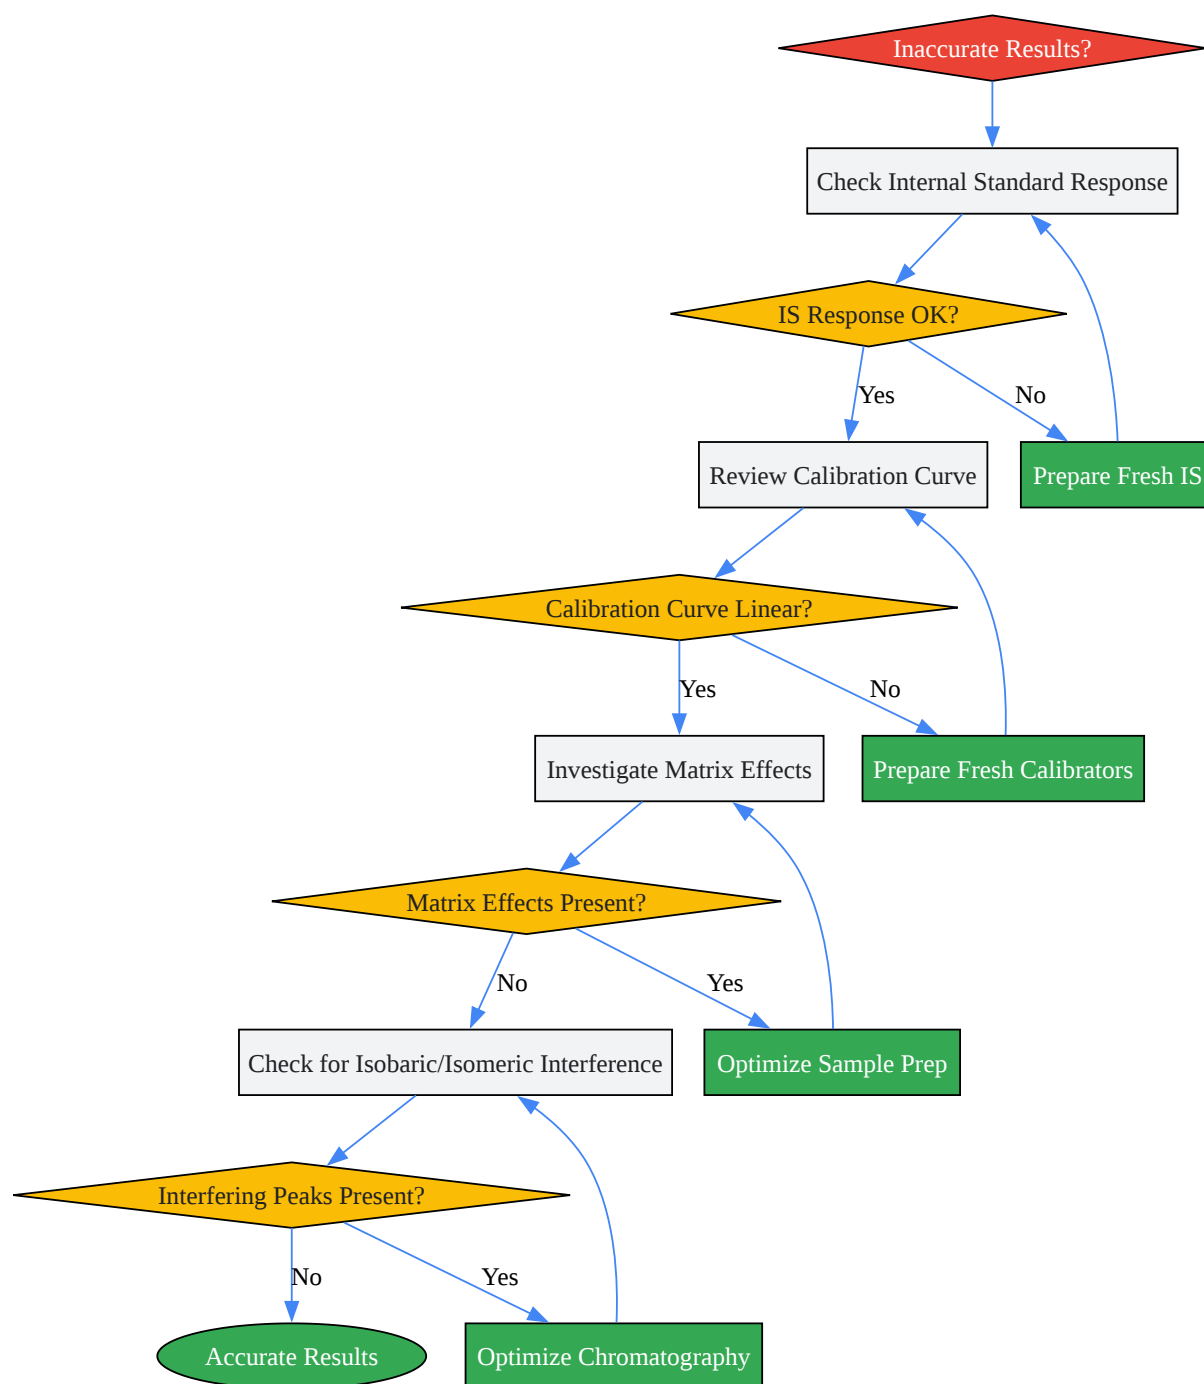 Inaccurate Results?
Check Internal Standard Response
IS Response OK?
Yes
No
Review Calibration Curve
Prepare Fresh IS
Calibration Curve Linear?
Yes
No
Investigate Matrix Effects
Prepare Fresh Calibrators
Matrix Effects Present?
No
Yes
Check for Isobaric/Isomeric Interference
Optimize Sample Prep
Interfering Peaks Present?
No
Yes
Accurate Results
Optimize Chromatography